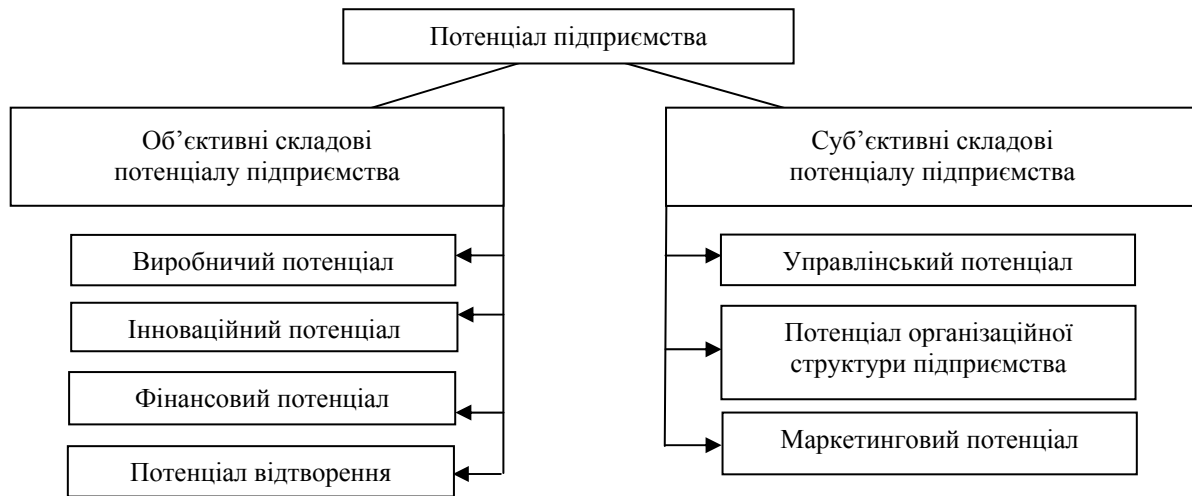 Потенціал підприємства
Об’єктивні складові
потенціалу підприємства
Виробничий потенціал
Інноваційний потенціал
Фінансовий потенціал
Потенціал відтворення
Суб’єктивні складові
потенціалу підприємства
Управлінський потенціал
Потенціал організаційної
структури підприємства
Маркетинговий потенціал